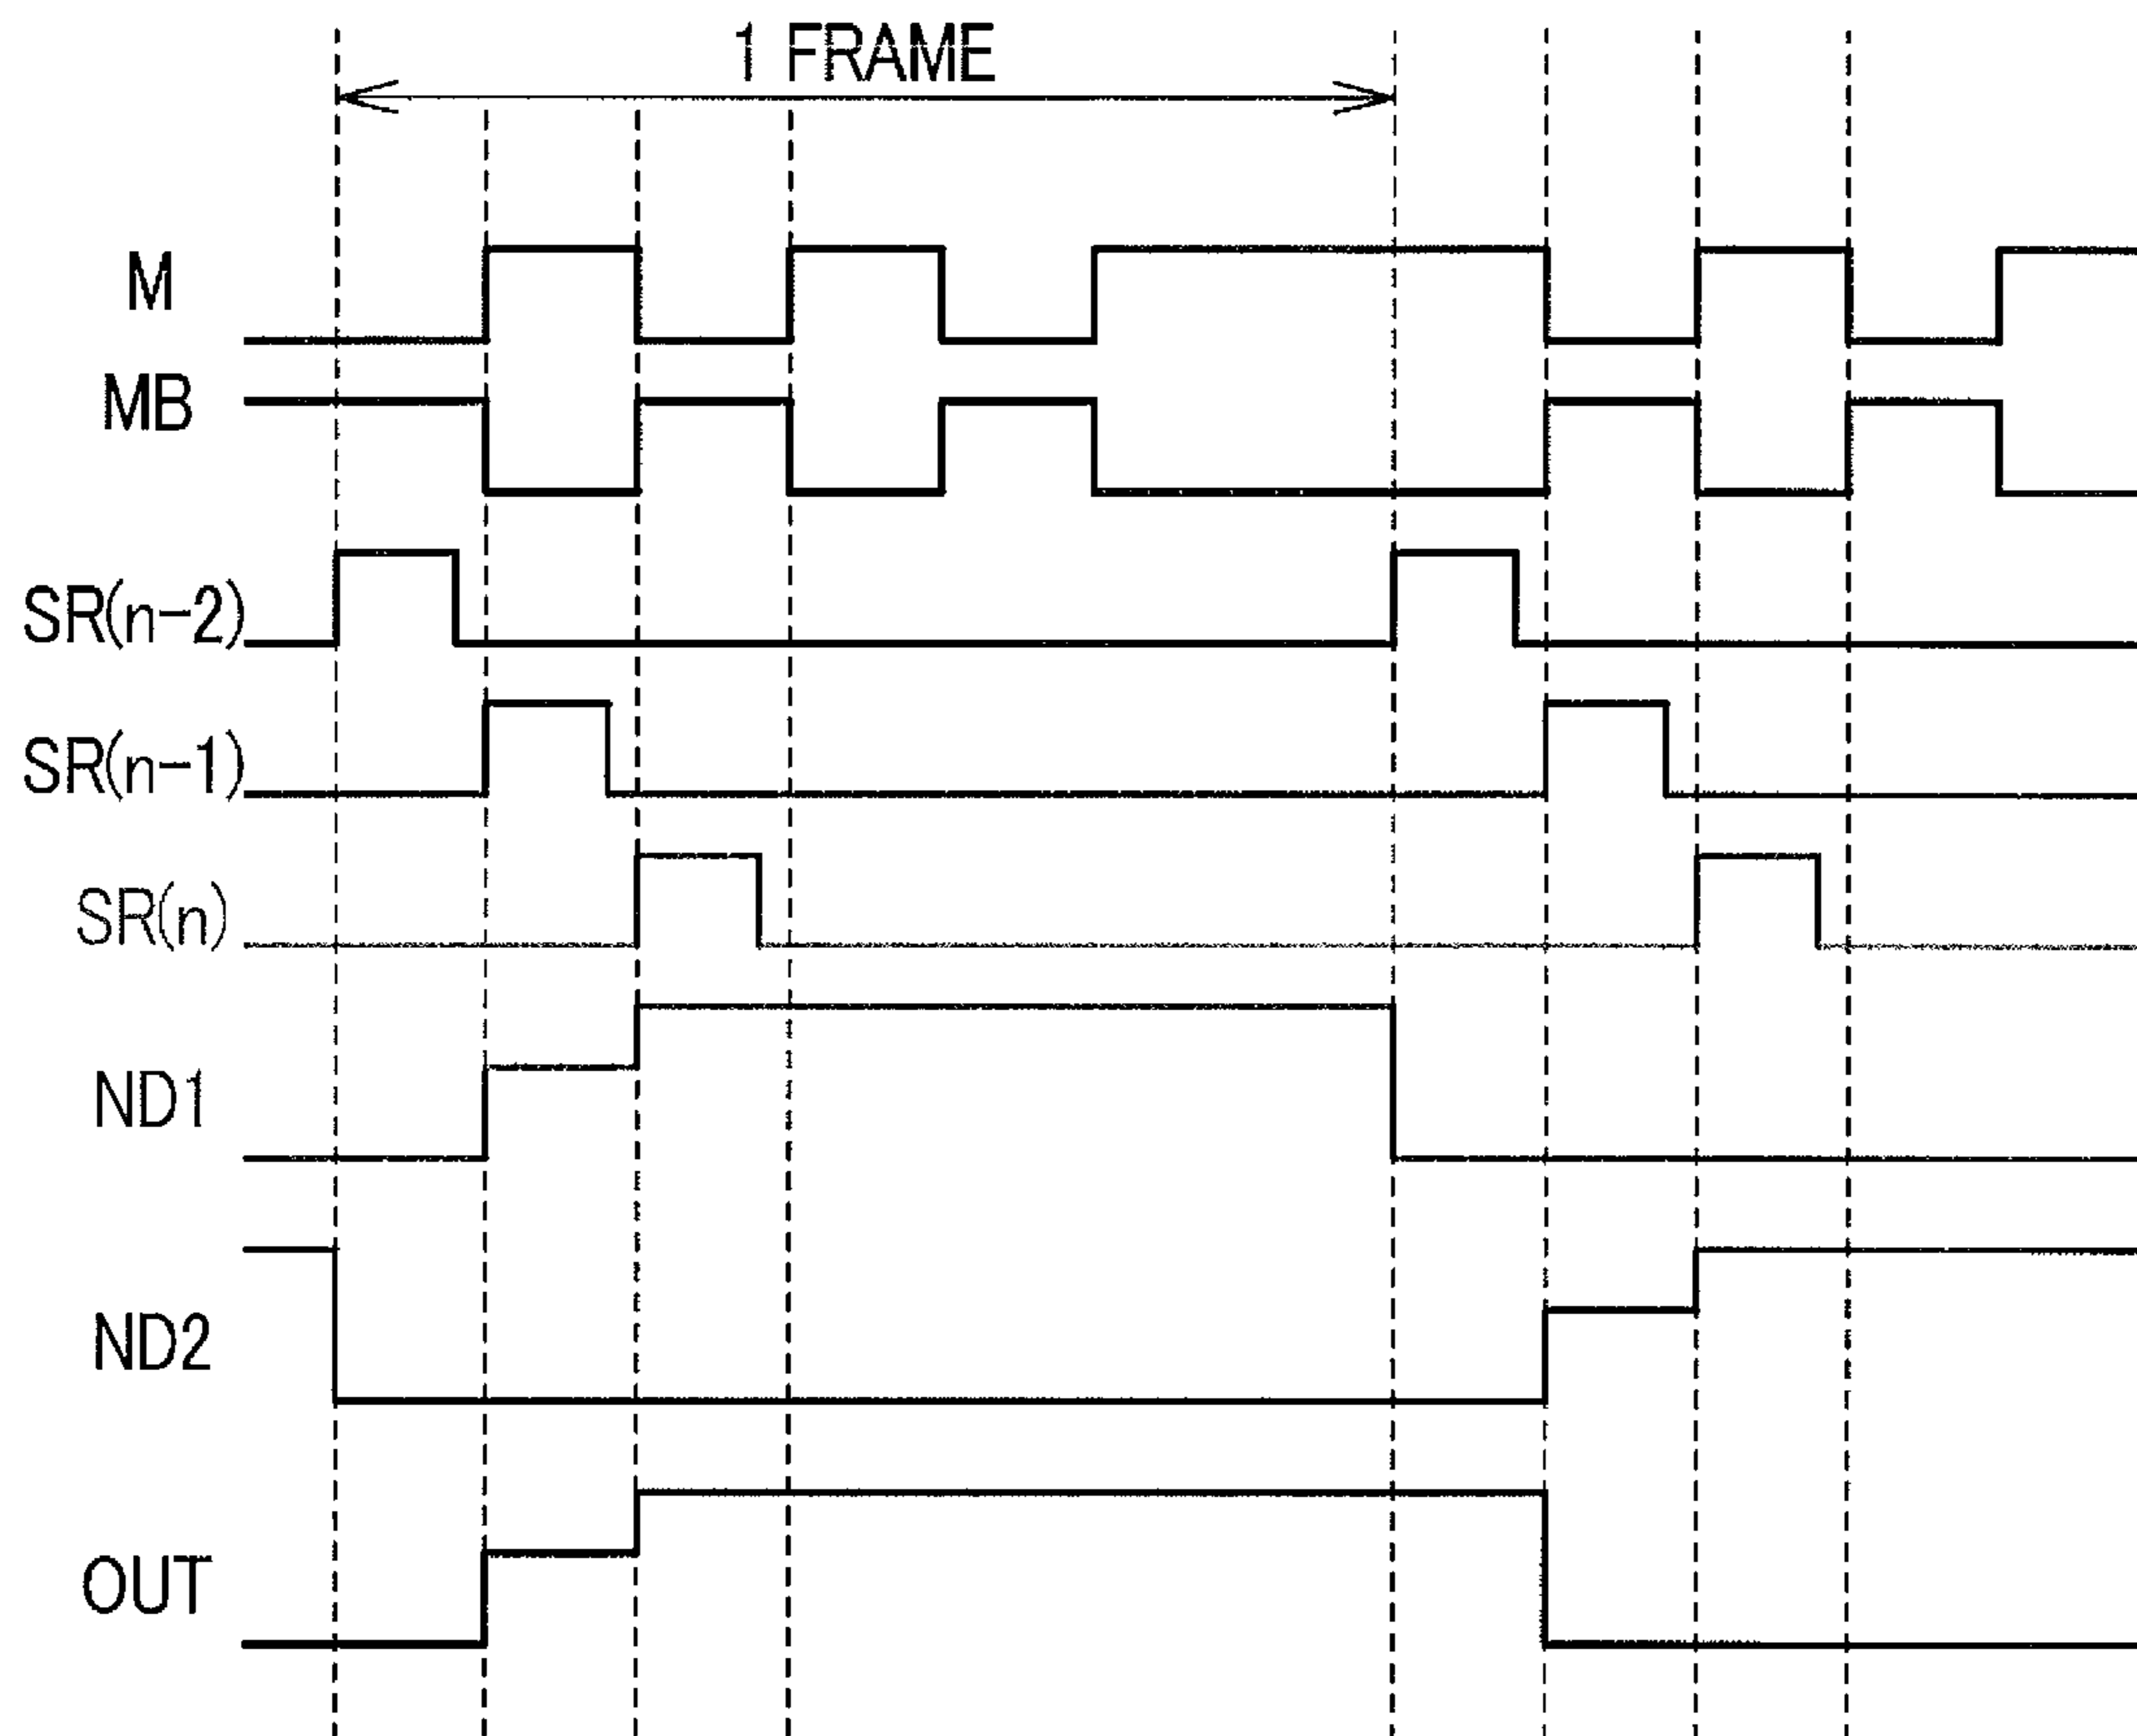 1 FRAME
M
MB
SR(n-2)
SR(n-1)
SR(n)
ND1
ND2
OUT